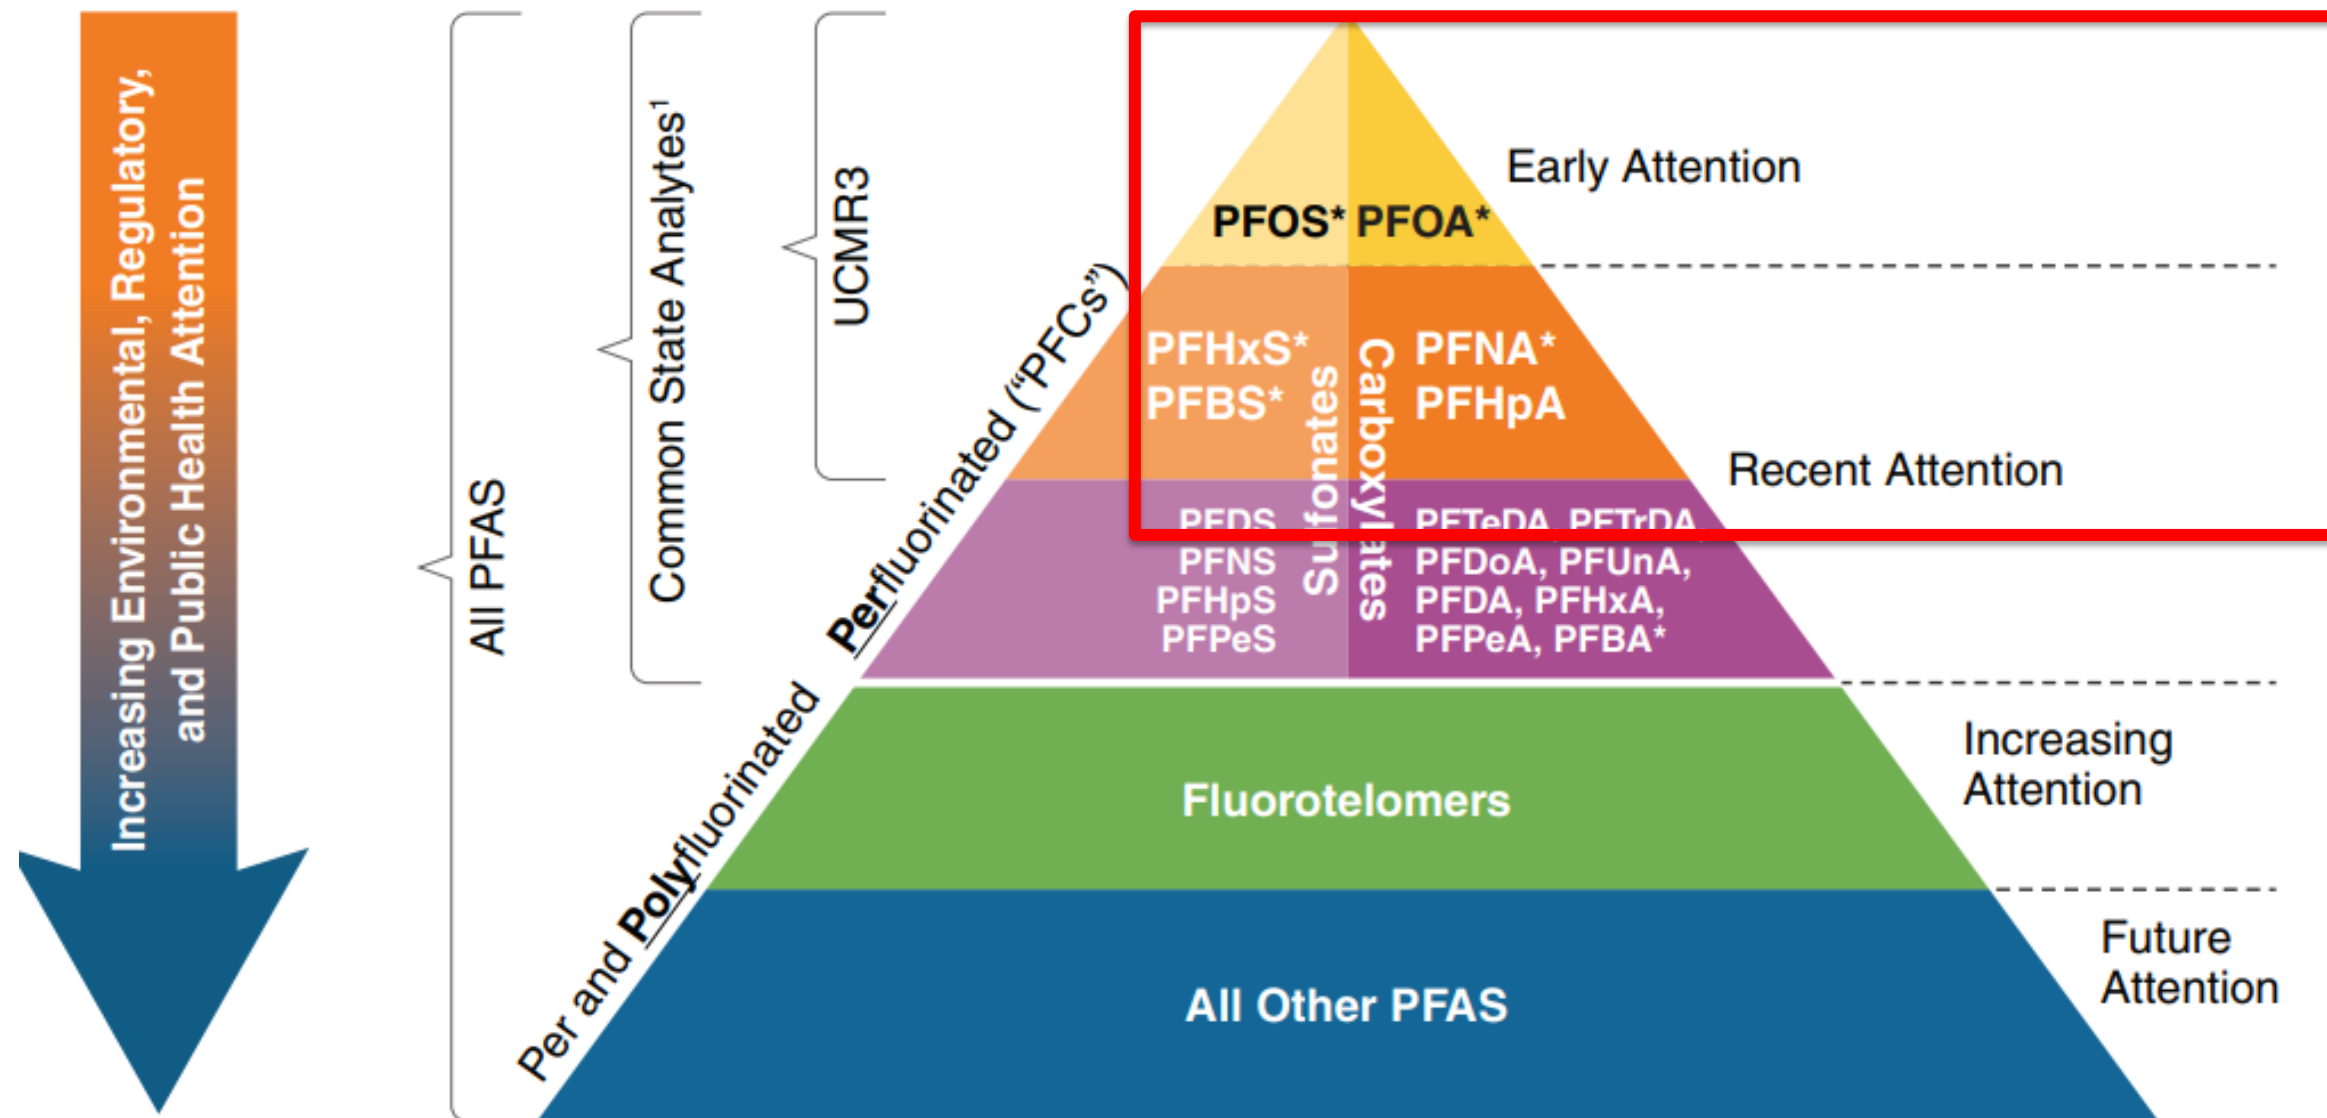 Increasing Environmental, Regulatory,
and Public Health Attention
All PFAS
Common State Analytes¹
UCMR3
Perfluorinated (“PFCs”)
Per and Polyfluorinated
PFOS* PFOA*
Early Attention
PFHxS*
PFBS*
Sulfonates
Carboxylates
PFNA*
PFHpA
Recent Attention
PFDS
PFNS
PFHpS
PFPeS
PFTeDA, PFTrDA,
PFDoA, PFUnA,
PFDA, PFHxA,
PFPeA, PFBA*
Fluorotelomers
Increasing
Attention
All Other PFAS
Future
Attention